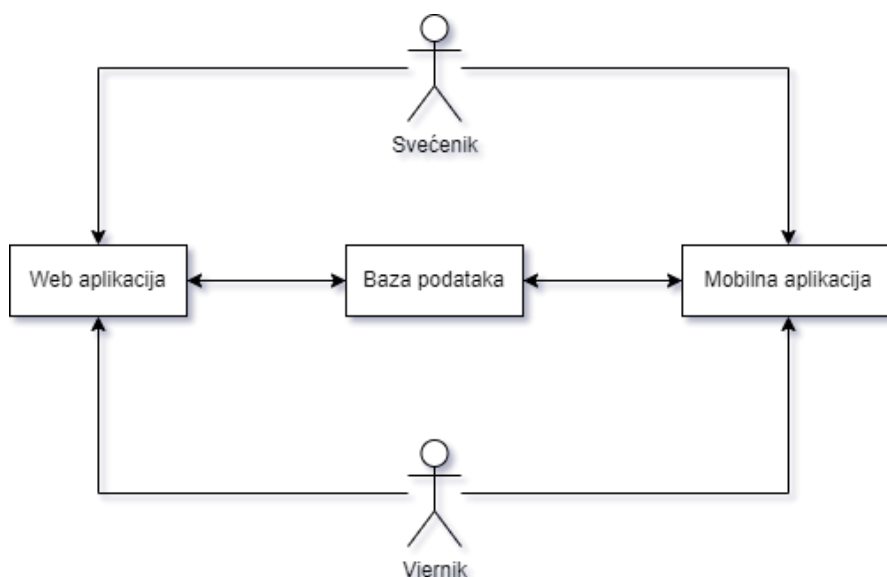 Svećenik
Web aplikacija
Baza podataka
Mobilna aplikacija
Vjernik